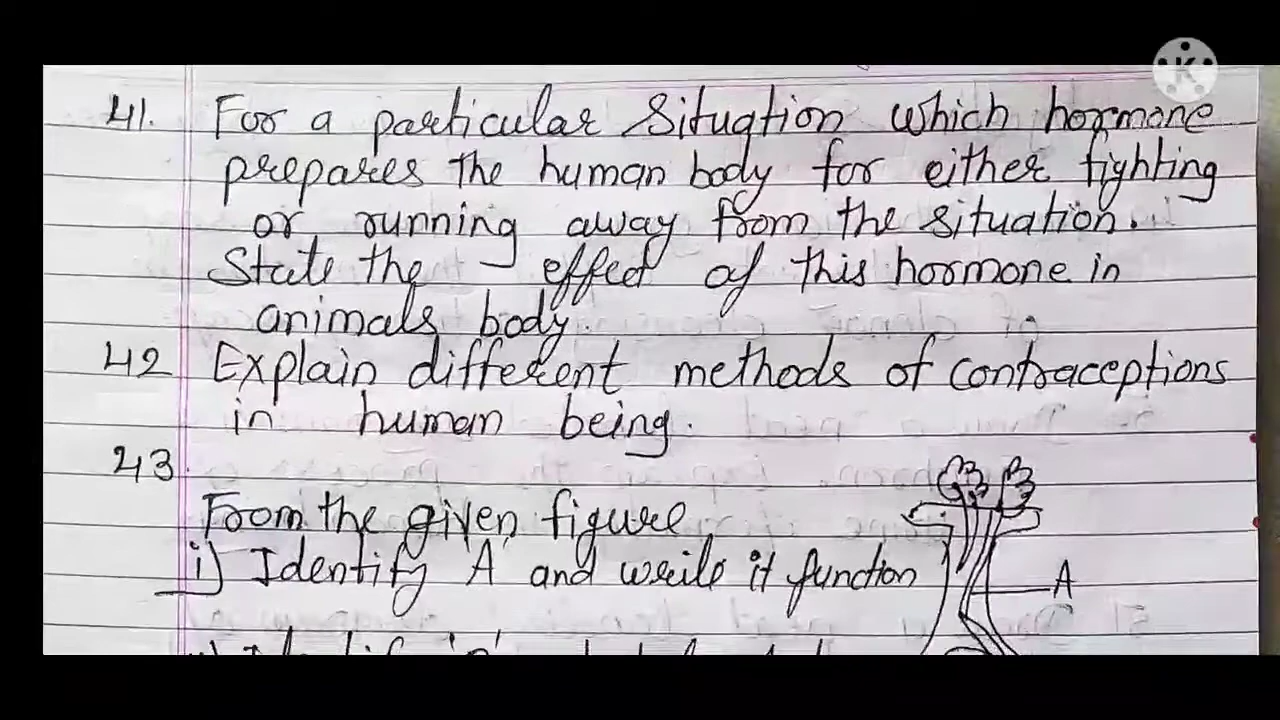 41. For a particular situation which hormone
prepares the human body for either fighting
or running away from the situation.
State the effect of this hormone in
animals body.
42 Explain different methods of contraceptions
in human being.
43
From the given figure
i) Identify 'A' and write it function
A
K